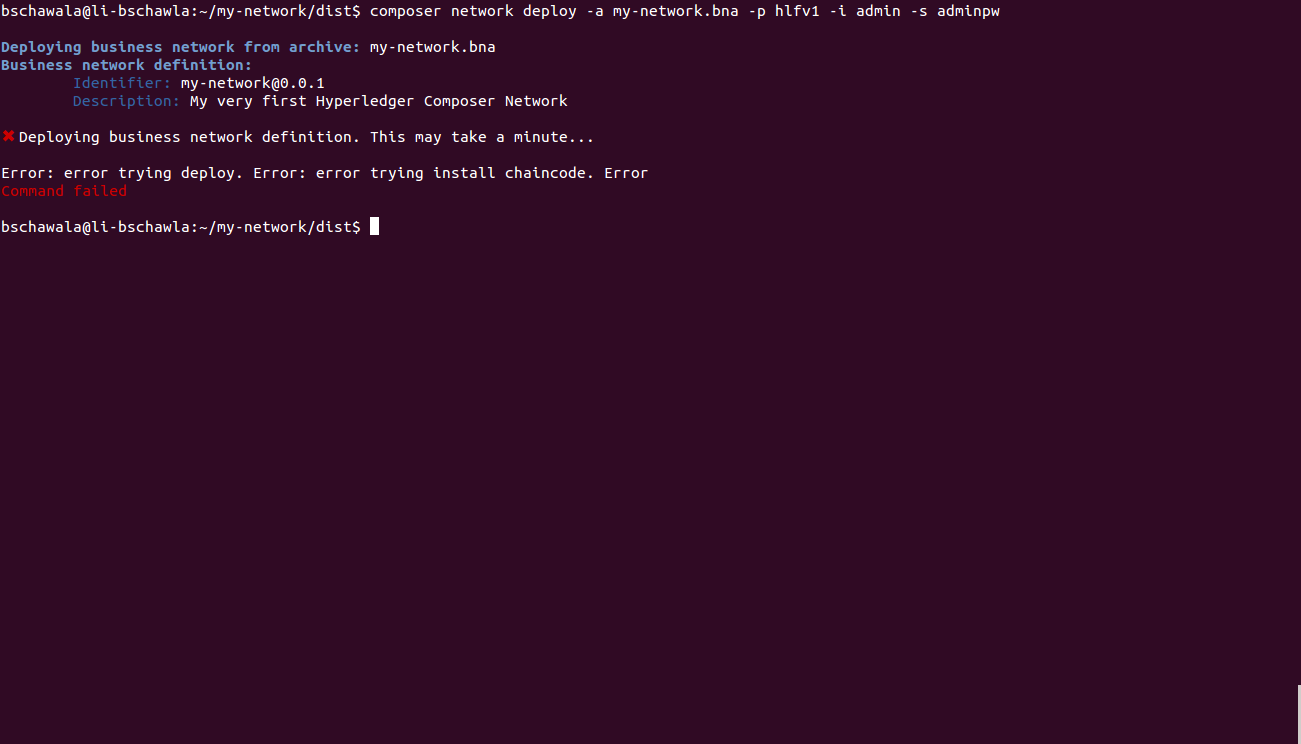 bschawala@li-bschawla:~/my-network/dist$ composer network deploy -a my-network.bna -p hlfv1 -i admin -s adminpw
Deploying business network from archive: my-network.bna
Business network definition:
Identifier: my-network@0.0.1
Description: My very first Hyperledger Composer Network
✖ Deploying business network definition. This may take a minute...
Error: error trying deploy. Error: error trying install chaincode. Error
Command failed
bschawala@li-bschawla:~/my-network/dist$